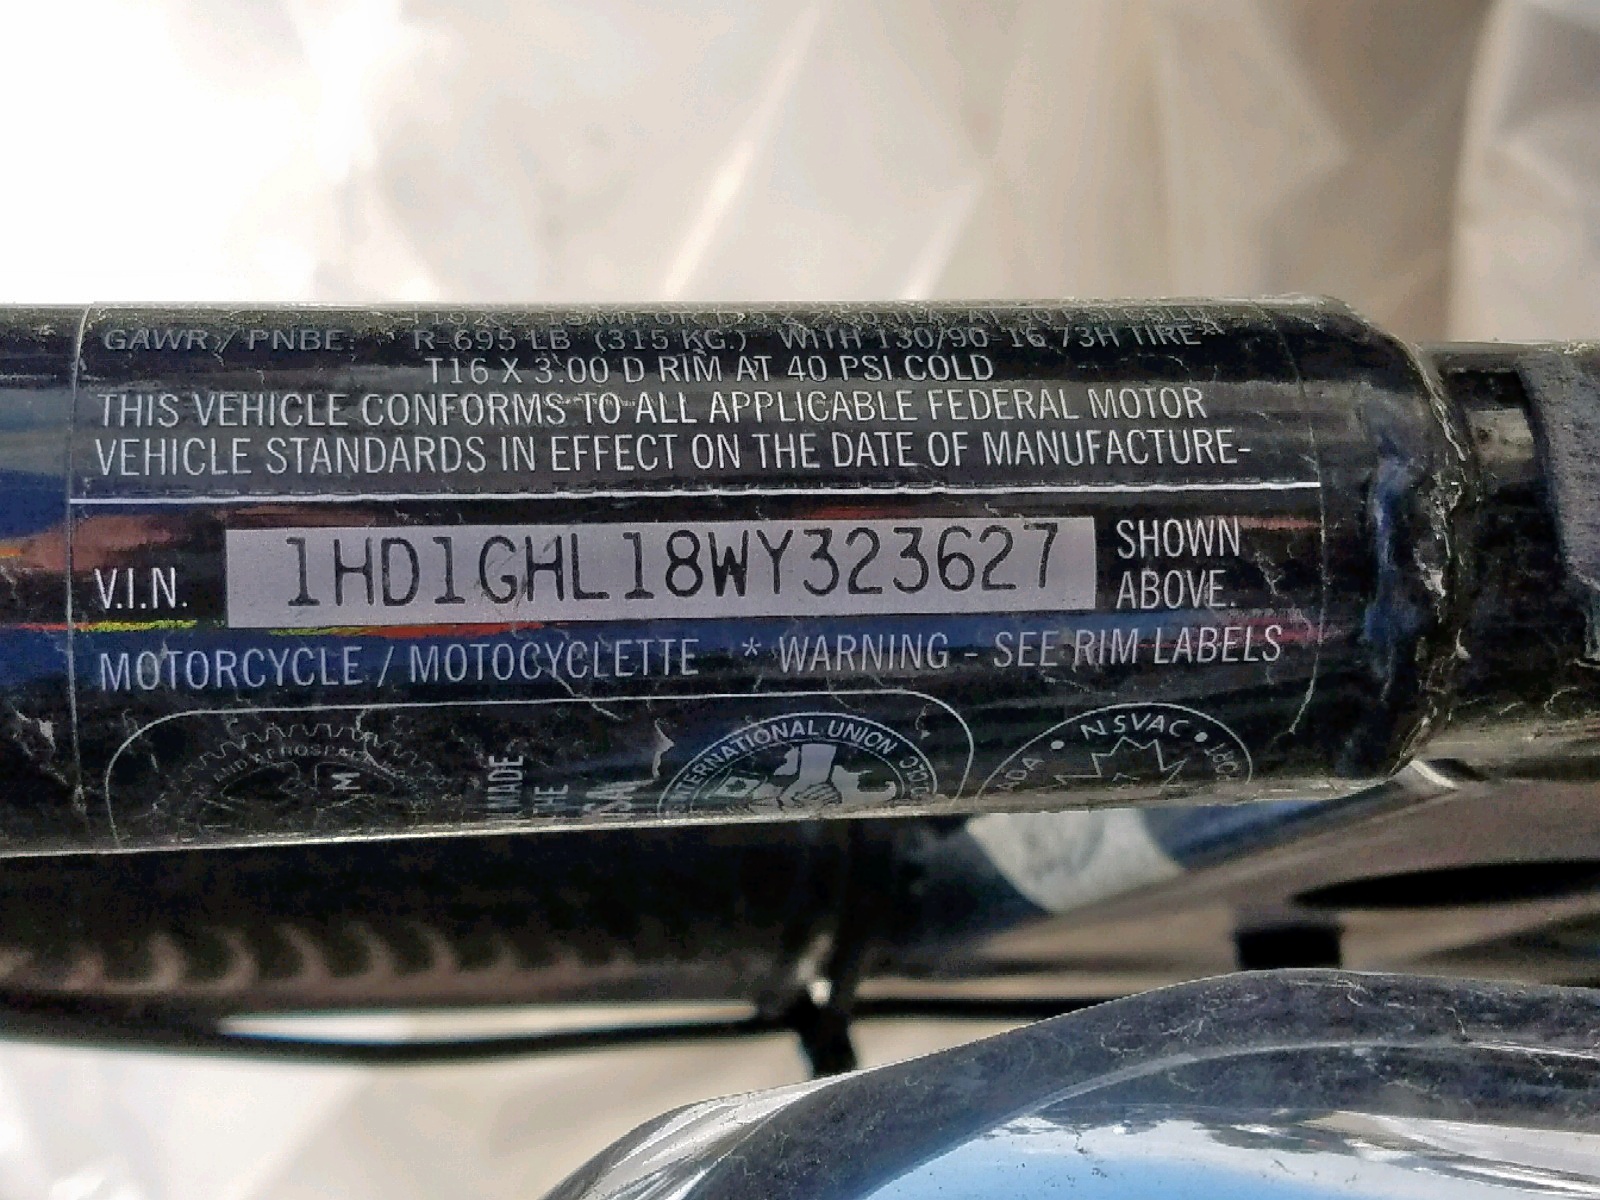 GAWR / PNBE: R-695 LB (315 KG.) WITH 130/90-16 73H TIRE
T16 X 3.00 D RIM AT 40 PSI COLD
THIS VEHICLE CONFORMS TO ALL APPLICABLE FEDERAL MOTOR
VEHICLE STANDARDS IN EFFECT ON THE DATE OF MANUFACTURE-
V.I.N. 1HD1GHL18WY323627 SHOWN
ABOVE.
MOTORCYCLE / MOTOCYCLETTE * WARNING - SEE RIM LABELS
MADE
THE
INTERNATIONAL UNION
NSVAC